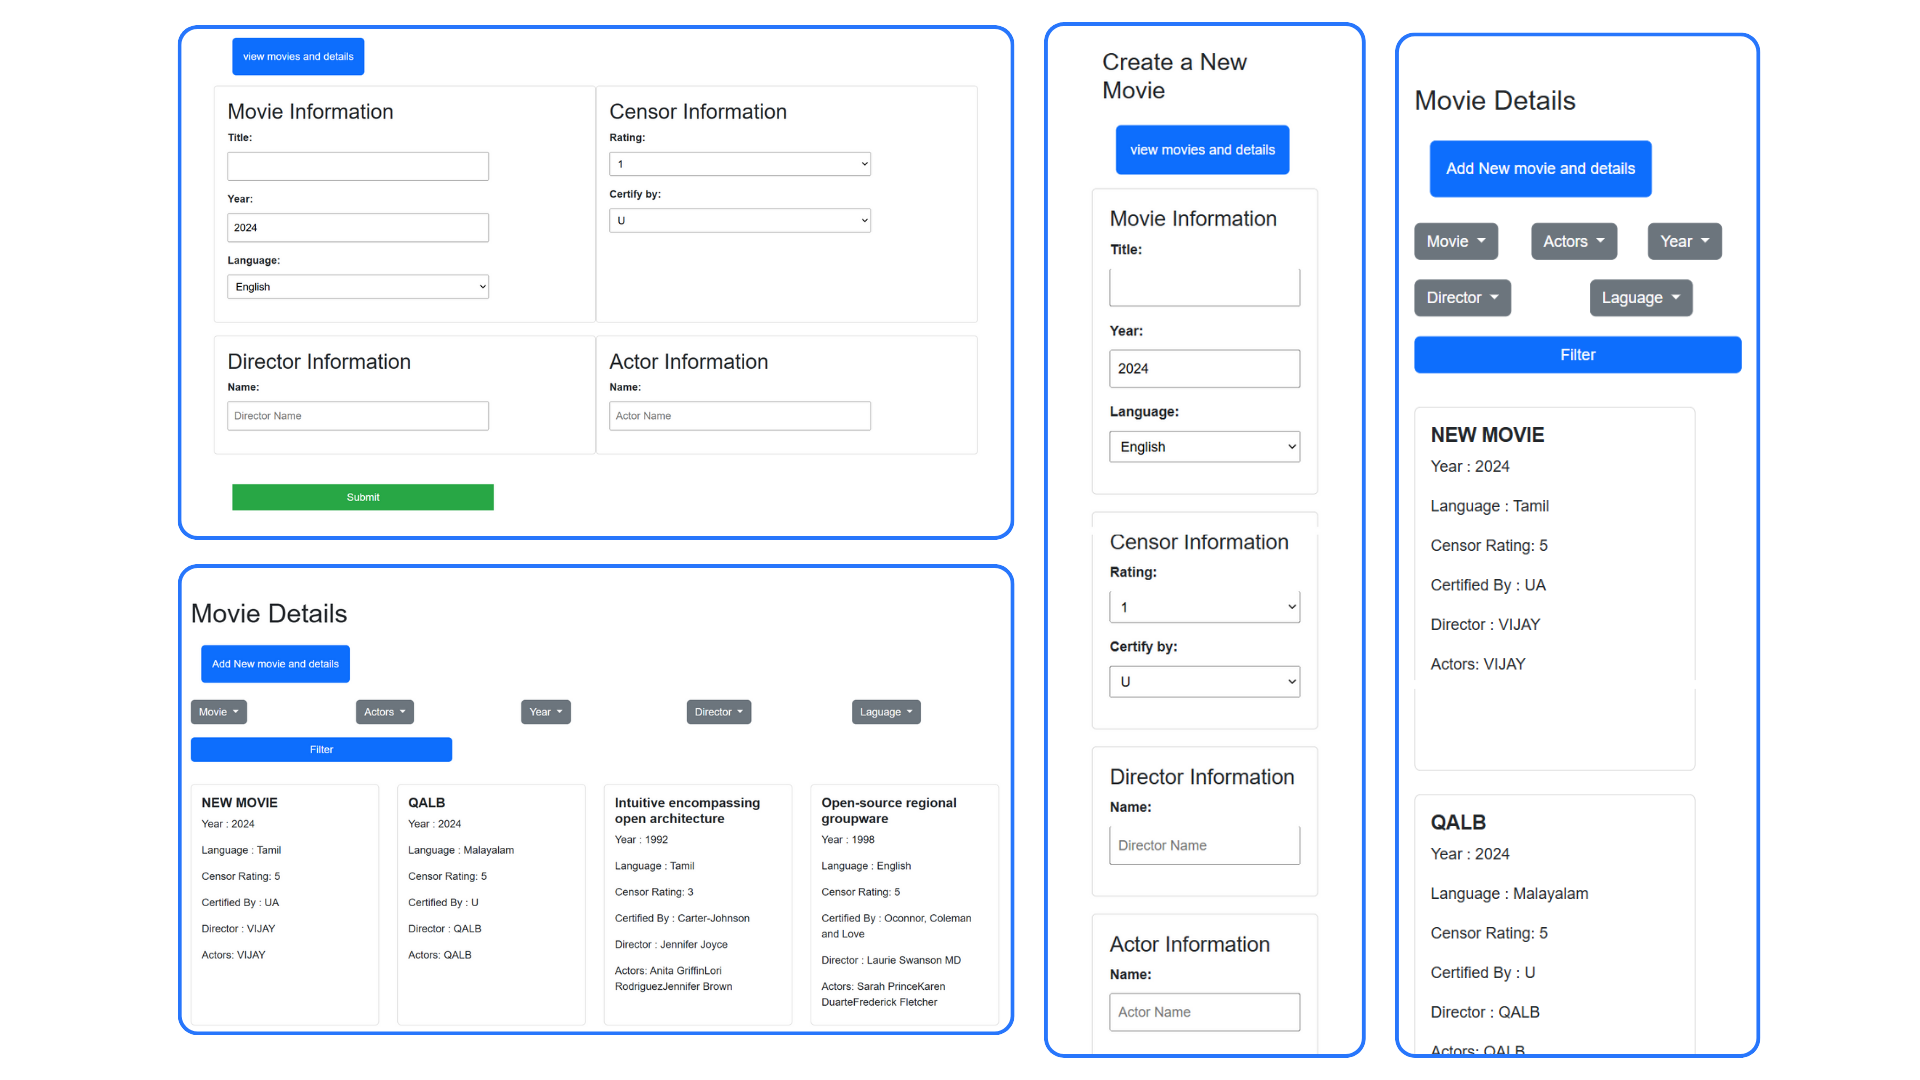 view movies and details
Movie Information
Title:
Year:
2024
Language:
English
Censor Information
Rating:
1
Certify by:
U
Director Information
Name:
Director Name
Actor Information
Name:
Actor Name
Submit
Movie Details
Add New movie and details
Movie
Actors
Year
Director
Laguage
Filter
NEW MOVIE
Year : 2024
Language : Tamil
Censor Rating: 5
Certified By : UA
Director : VIJAY
Actors: VIJAY
QALB
Year : 2024
Language : Malayalam
Censor Rating: 5
Certified By : U
Director : QALB
Actors: QALB
Intuitive encompassing
open architecture
Year : 1992
Language : Tamil
Censor Rating: 3
Certified By : Carter-Johnson
Director : Jennifer Joyce
Actors: Anita GriffinLori
RodriguezJennifer Brown
Open-source regional
groupware
Year : 1998
Language : English
Censor Rating: 5
Certified By : Oconnor, Coleman
and Love
Director : Laurie Swanson MD
Actors: Sarah PrinceKaren
DuarteFrederick Fletcher
Create a New
Movie
view movies and details
Movie Information
Title:
Year:
2024
Language:
English
Censor Information
Rating:
1
Certify by:
U
Director Information
Name:
Director Name
Actor Information
Name:
Actor Name
Movie Details
Add New movie and details
Movie
Actors
Year
Director
Laguage
Filter
NEW MOVIE
Year : 2024
Language : Tamil
Censor Rating: 5
Certified By : UA
Director : VIJAY
Actors: VIJAY
QALB
Year : 2024
Language : Malayalam
Censor Rating: 5
Certified By : U
Director : QALB
Actors: QALB